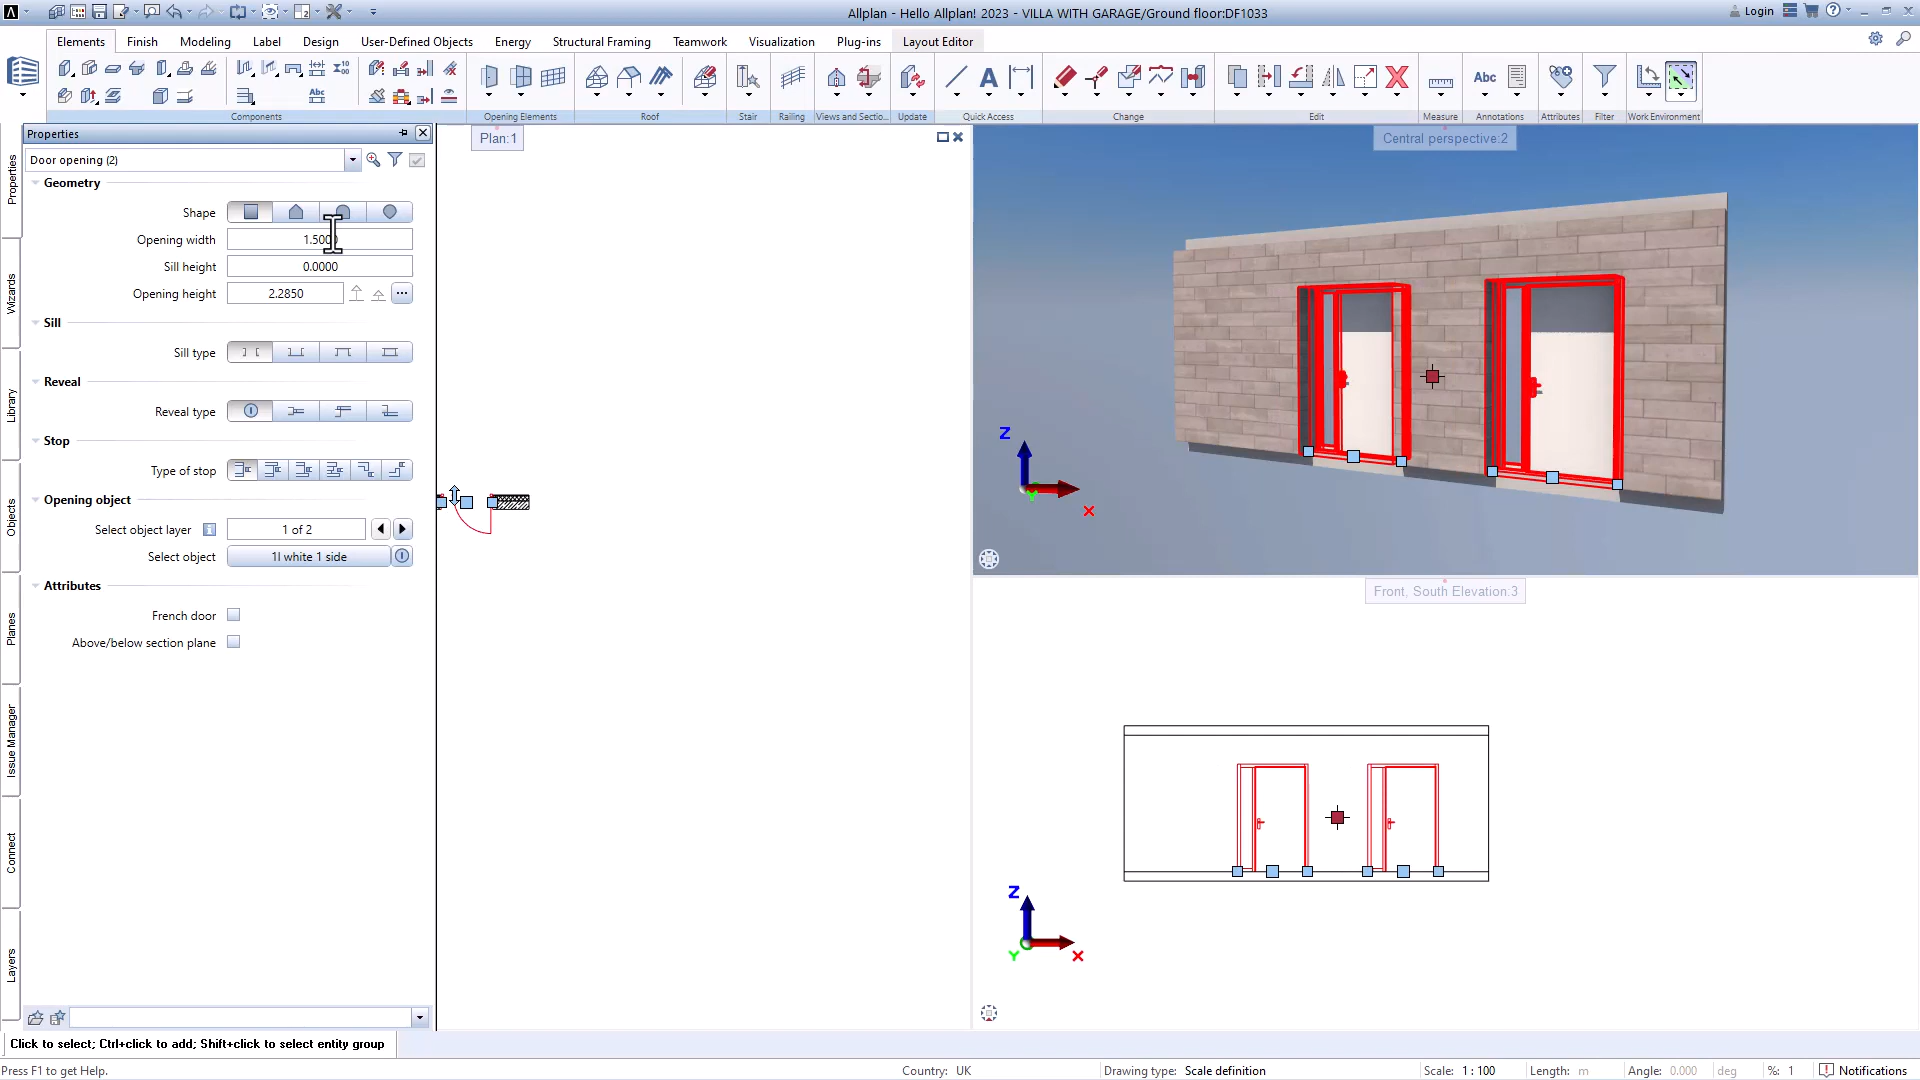 Allplan - Hello Allplan! 2023 - VILLA WITH GARAGE/Ground floor:DF1033
Login
Elements
Finish
Modeling
Label
Design
User-Defined Objects
Energy
Structural Framing
Teamwork
Visualization
Plug-ins
Layout Editor
Components
Opening Elements
Roof
Stair
Railing
Views and Sectio...
Update
Quick Access
Change
Edit
Measure
Annotations
Attributes
Filter
Work Environment
Abc
Abc
Properties
Door opening (2)
Geometry
Shape
Opening width
Sill height 0.0000
Opening height 2.2850
Sill
Sill type
Reveal
Reveal type
Stop
Type of stop
Opening object
Select object layer 1 of 2
Select object 1l white 1 side
Attributes
French door
Above/below section plane
Properties
Wizards
Library
Objects
Planes
Issue Manager
Connect
Layers
Plan:1
Central perspective:2
Z
Y
X
Front, South Elevation:3
Z
Y
X
Click to select; Ctrl+click to add; Shift+click to select entity group
Press F1 to get Help.
Country: UK
Drawing type: Scale definition
Scale: 1 : 100
Length: m
Angle: 0.000 deg
%: 1
Notifications